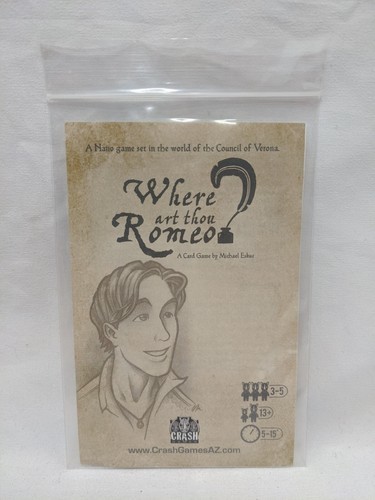 A Nano game set in the world of the Council of Verona.
Where
art thou
Romeo?
A Card Game by Michael Eskue
3-5
13+
5-15
CRASH
www.CrashGamesAZ.com